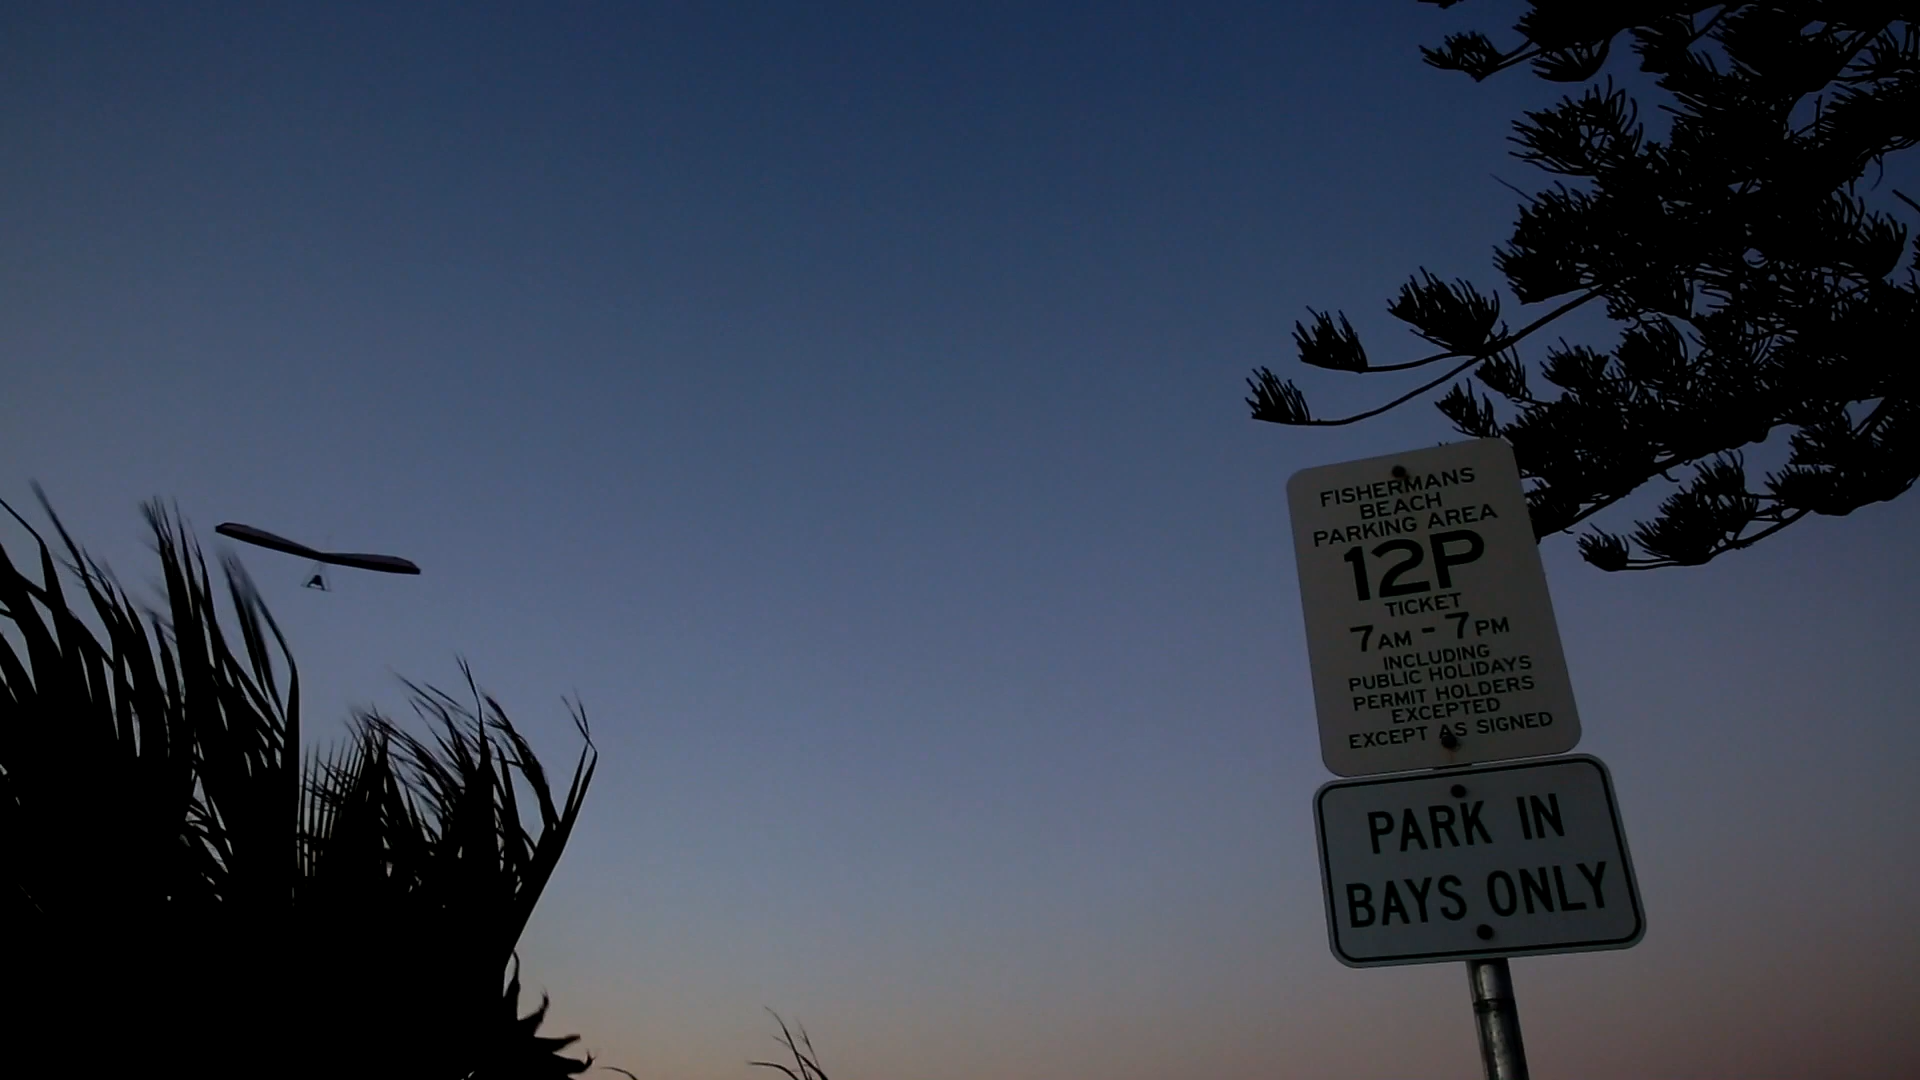 FISHERMANS
BEACH
PARKING AREA
12P
TICKET
7AM - 7PM
INCLUDING
PUBLIC HOLIDAYS
PERMIT HOLDERS
EXCEPTED
EXCEPT AS SIGNED
PARK IN
BAYS ONLY